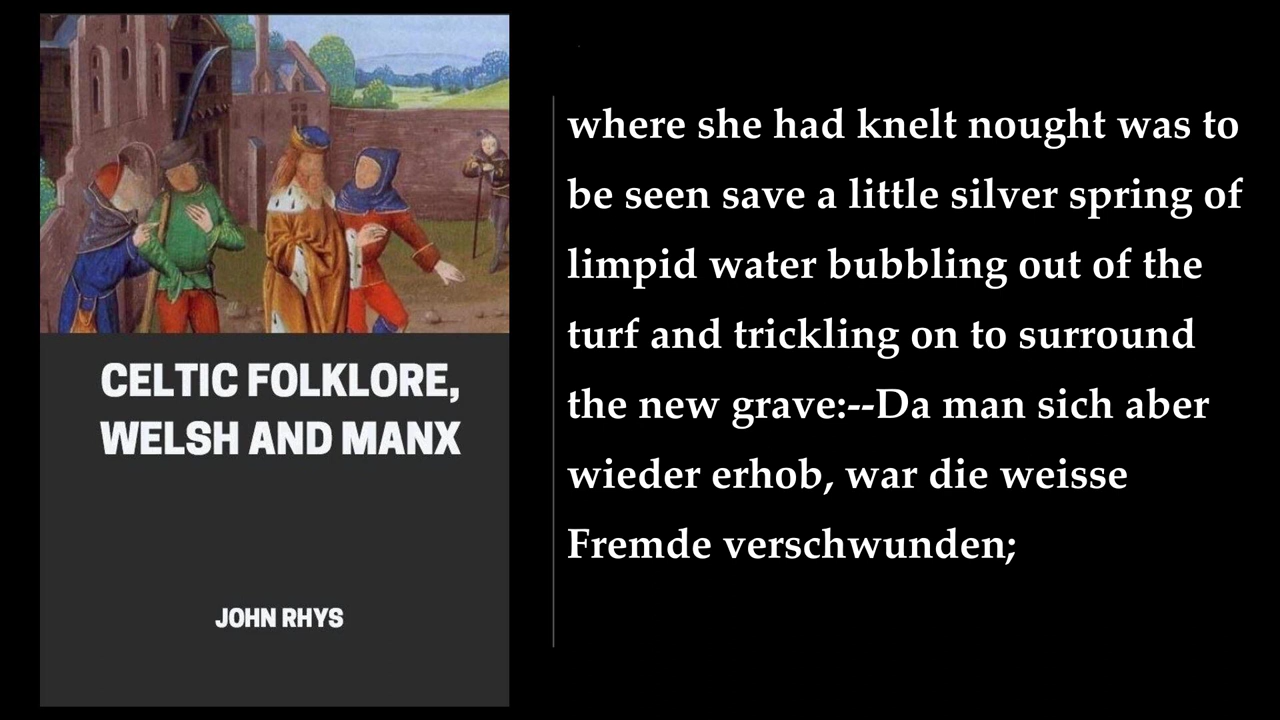 CELTIC FOLKLORE,
WELSH AND MANX
JOHN RHYS
where she had knelt nought was to
be seen save a little silver spring of
limpid water bubbling out of the
turf and trickling on to surround
the new grave:--Da man sich aber
wieder erhob, war die weisse
Fremde verschwunden;